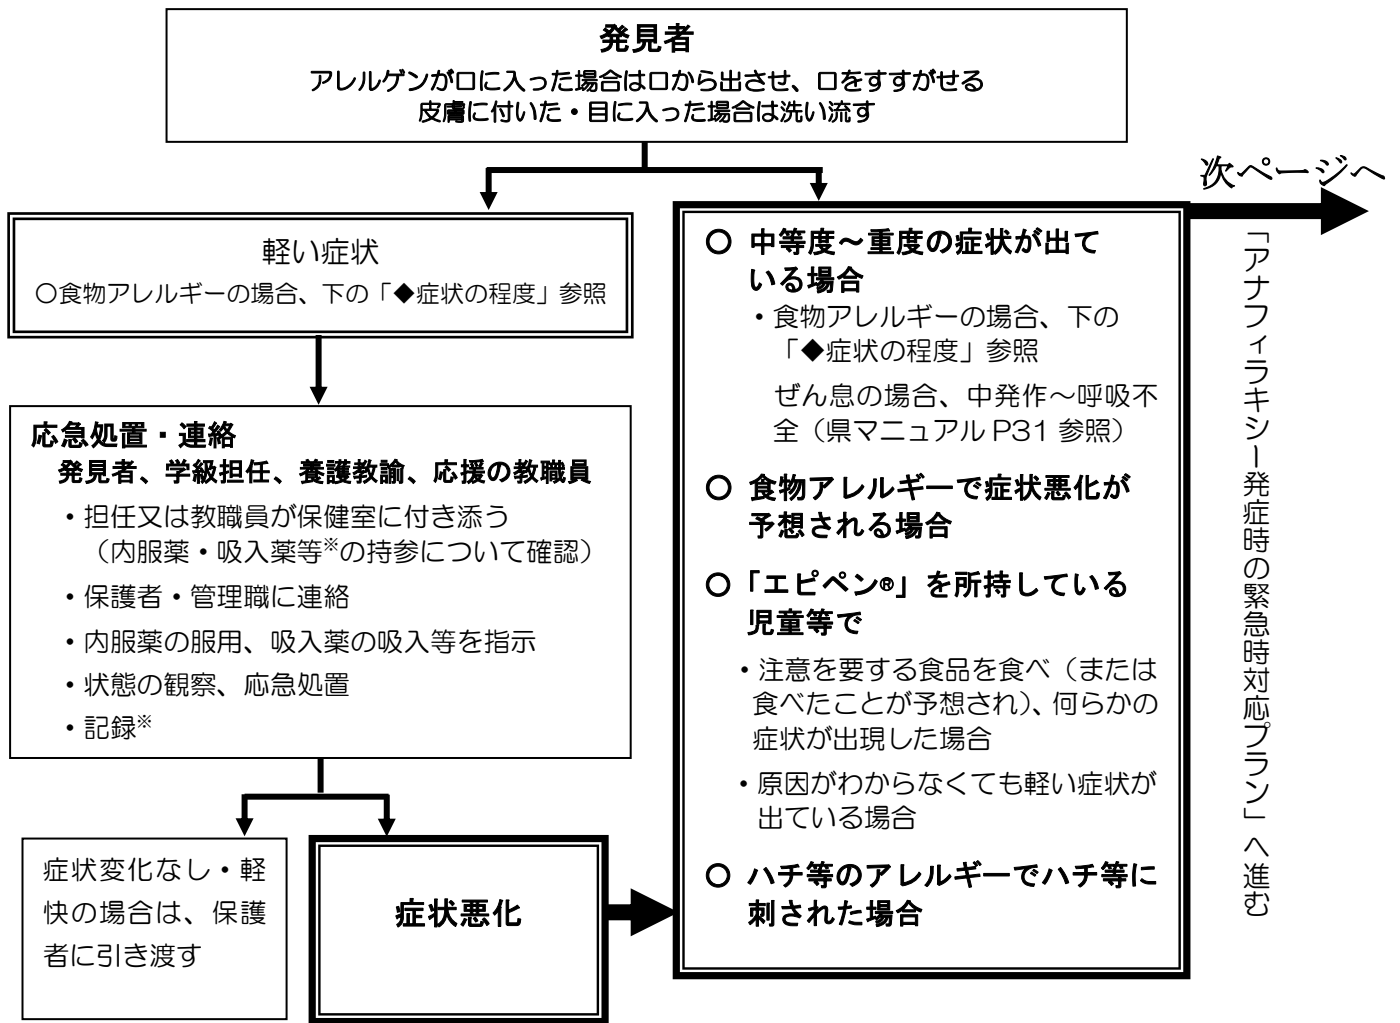 発見者
アレルゲンが口に入った場合は口から出させ、口をすすがせる
皮膚に付いた・目に入った場合は洗い流す
次ページへ
軽い症状
〇食物アレルギーの場合、下の「◆症状の程度」参照
応急処置・連絡
発見者、学級担任、養護教諭、応援の教職員
・担任又は教職員が保健室に付き添う
（内服薬・吸入薬等※の持参について確認）
・保護者・管理職に連絡
・内服薬の服用、吸入薬の吸入等を指示
・状態の観察、応急処置
・記録※
症状変化なし・軽
快の場合は、保護
者に引き渡す
症状悪化
〇 中等度～重度の症状が出て
いる場合
・食物アレルギーの場合、下の
「◆症状の程度」参照
ぜん息の場合、中発作～呼吸不
全（県マニュアル P31 参照）
〇 食物アレルギーで症状悪化が
予想される場合
〇「エピペン®」を所持している
児童等で
・注意を要する食品を食べ（または
食べたことが予想され）、何らかの
症状が出現した場合
・原因がわからなくても軽い症状が
出ている場合
〇 ハチ等のアレルギーでハチ等に
刺された場合
「アナフィラキシー発症時の緊急時対応プラン」へ進む